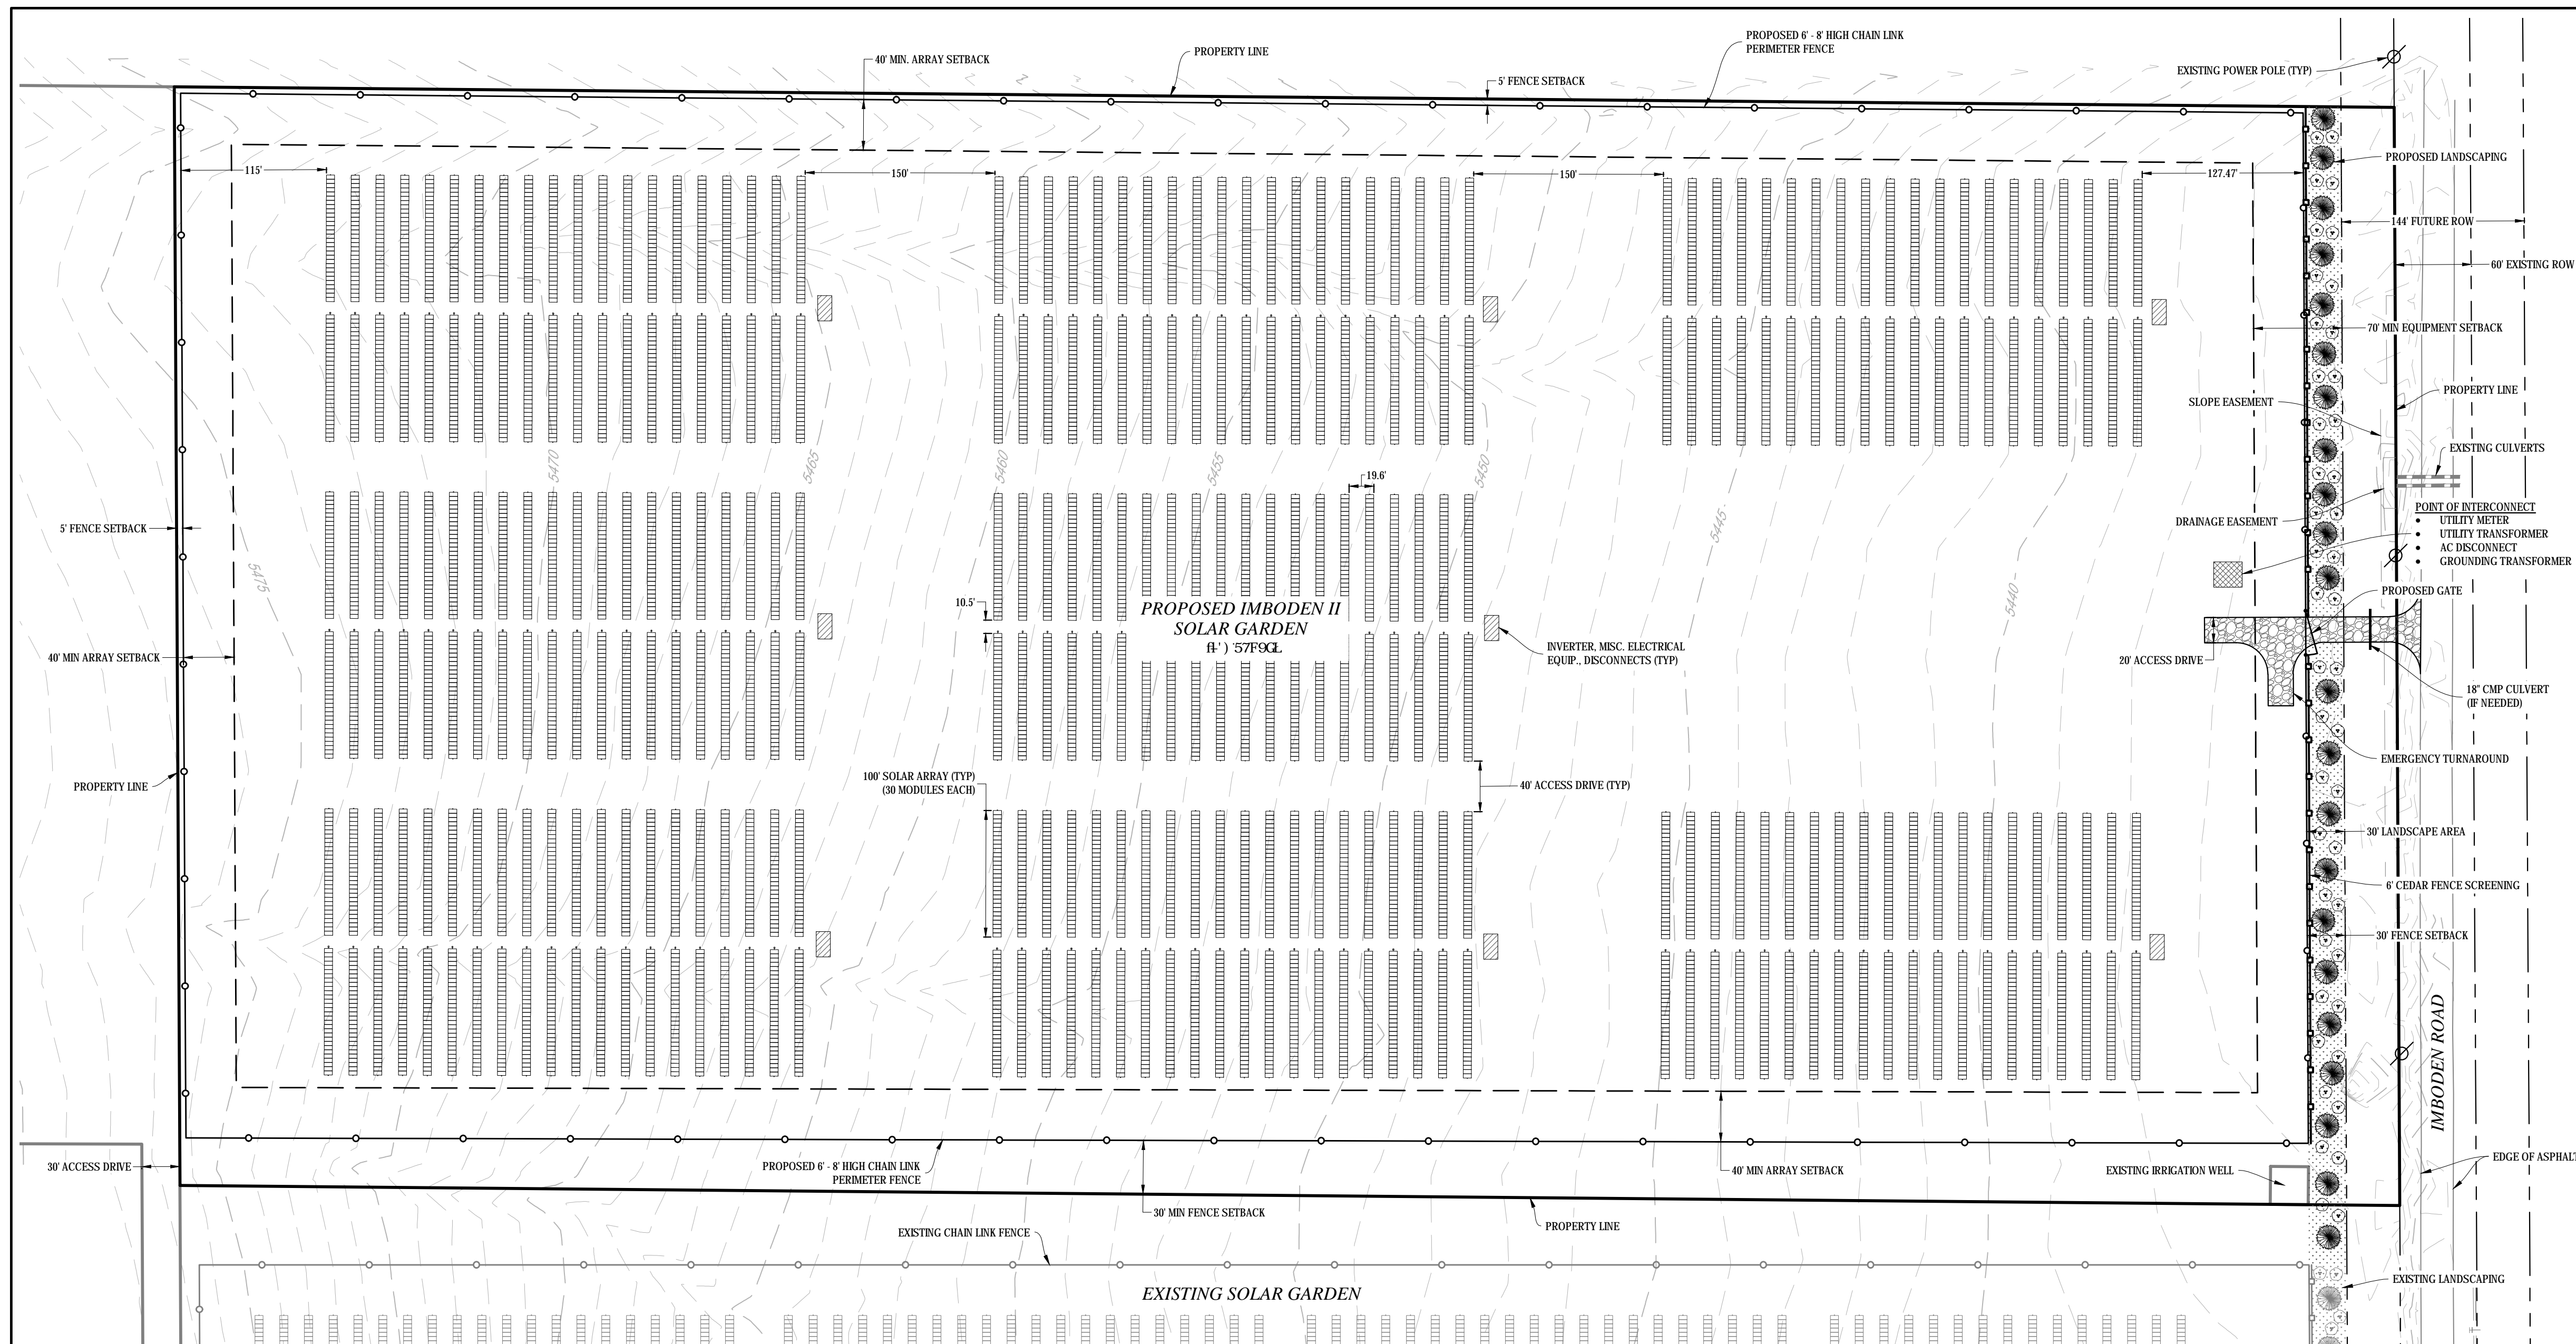 PROPOSED 6' - 8' HIGH CHAIN LINK
PERIMETER FENCE
PROPERTY LINE
40' MIN. ARRAY SETBACK
EXISTING POWER POLE (TYP)
5' FENCE SETBACK
PROPOSED LANDSCAPING
115'
150'
150'
127.47'
144' FUTURE ROW
60' EXISTING ROW
70' MIN EQUIPMENT SETBACK
PROPERTY LINE
SLOPE EASEMENT
EXISTING CULVERTS
5470
5465
5460
5455
5450
19.6'
5445
POINT OF INTERCONNECT
• UTILITY METER
• UTILITY TRANSFORMER
• AC DISCONNECT
• GROUNDING TRANSFORMER
DRAINAGE EASEMENT
5' FENCE SETBACK
5475
5440
PROPOSED GATE
10.5'
PROPOSED IMBODEN II
SOLAR GARDEN
INVERTER, MISC. ELECTRICAL
EQUIP., DISCONNECTS (TYP)
40' MIN ARRAY SETBACK
20' ACCESS DRIVE
18" CMP CULVERT
(IF NEEDED)
EMERGENCY TURNAROUND
PROPERTY LINE
100' SOLAR ARRAY (TYP)
(30 MODULES EACH)
40' ACCESS DRIVE (TYP)
30' LANDSCAPE AREA
6' CEDAR FENCE SCREENING
30' FENCE SETBACK
IMBODEN ROAD
30' ACCESS DRIVE
PROPOSED 6' - 8' HIGH CHAIN LINK
PERIMETER FENCE
40' MIN ARRAY SETBACK
EXISTING IRRIGATION WELL
EDGE OF ASPHALT
30' MIN FENCE SETBACK
PROPERTY LINE
EXISTING CHAIN LINK FENCE
EXISTING SOLAR GARDEN
EXISTING LANDSCAPING